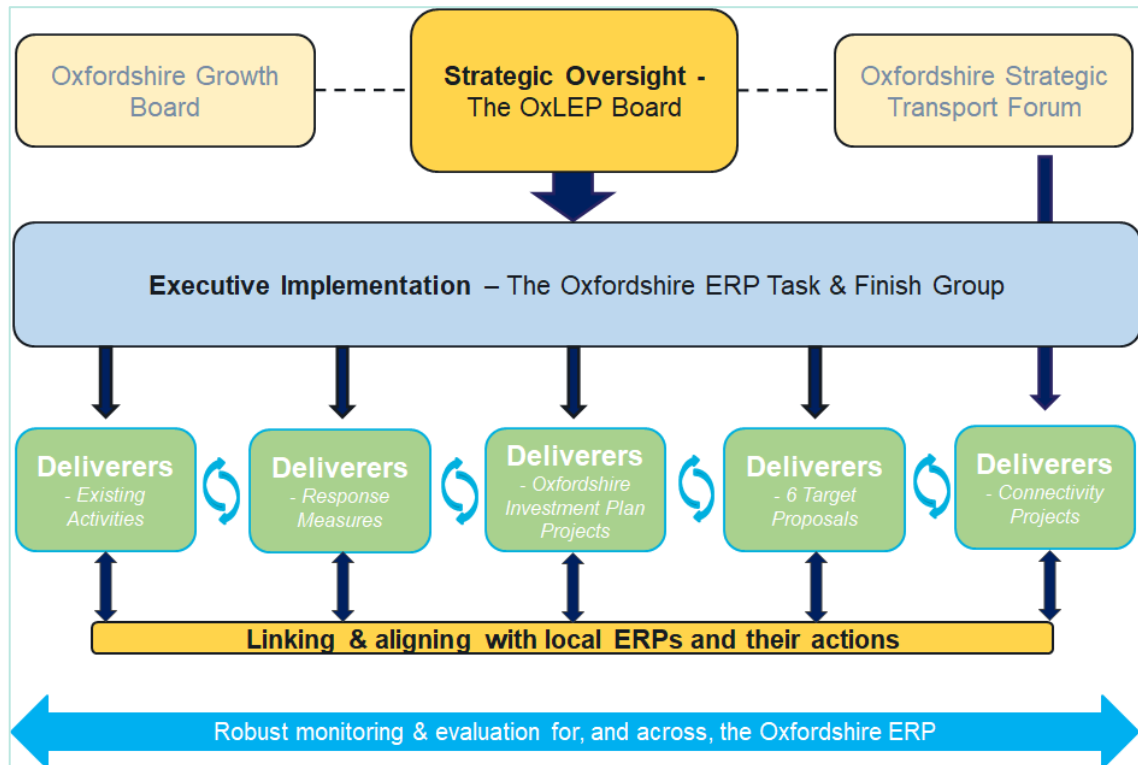 Oxfordshire Growth
Board
Strategic Oversight -
The OxLEP Board
Oxfordshire Strategic
Transport Forum
Executive Implementation – The Oxfordshire ERP Task & Finish Group
Deliverers
- Existing
Activities
Deliverers
- Response
Measures
Deliverers
- Oxfordshire
Investment Plan
Projects
Deliverers
- 6 Target
Proposals
Deliverers
- Connectivity
Projects
Linking & aligning with local ERPs and their actions
Robust monitoring & evaluation for, and across, the Oxfordshire ERP